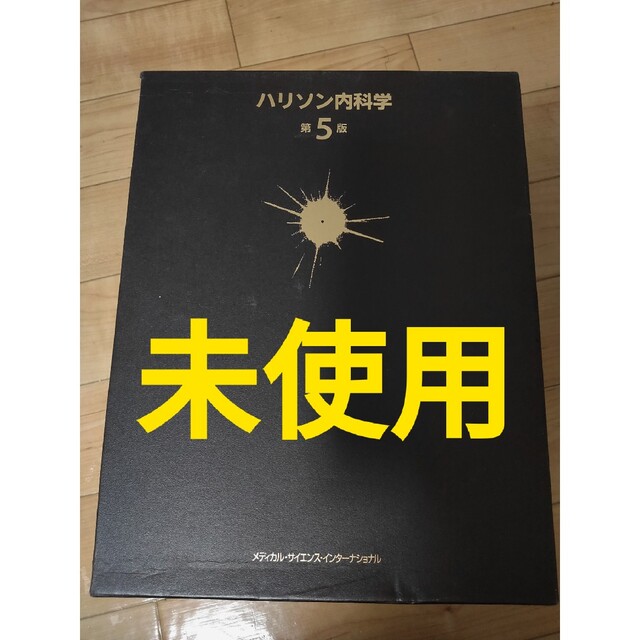 ハリソン内科学
第5版
未使用
メディカル・サイエンス・インターナショナル